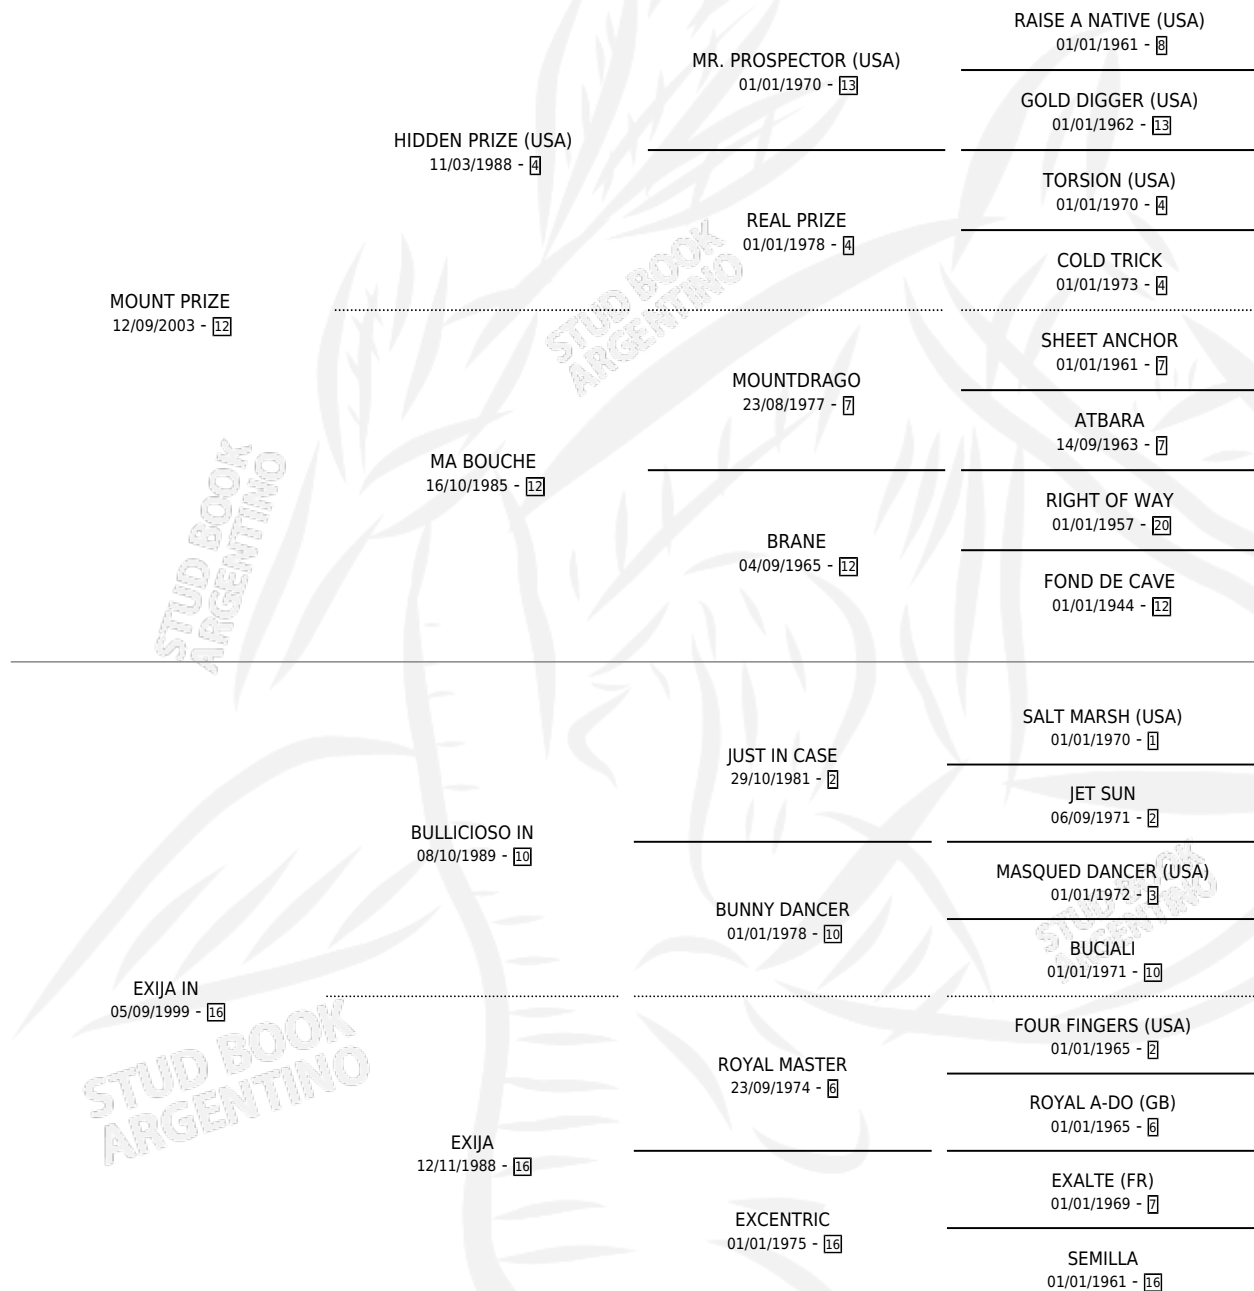 RAISE A NATIVE (USA)
01/01/1961 - 8
MR. PROSPECTOR (USA)
01/01/1970 - 13
GOLD DIGGER (USA)
01/01/1962 - 13
HIDDEN PRIZE (USA)
11/03/1988 - 4
TORSION (USA)
01/01/1970 - 4
REAL PRIZE
01/01/1978 - 4
COLD TRICK
01/01/1973 - 4
MOUNT PRIZE
12/09/2003 - 12
SHEET ANCHOR
01/01/1961 - 7
MOUNTDRAGO
23/08/1977 - 7
ATBARA
14/09/1963 - 7
MA BOUCHE
16/10/1985 - 12
RIGHT OF WAY
01/01/1957 - 20
BRANE
04/09/1965 - 12
FOND DE CAVE
01/01/1944 - 12
SALT MARSH (USA)
01/01/1970 - 1
JUST IN CASE
29/10/1981 - 2
JET SUN
06/09/1971 - 2
BULLICIOSO IN
08/10/1989 - 10
MASQUED DANCER (USA)
01/01/1972 - 3
BUNNY DANCER
01/01/1978 - 10
BUCIALI
01/01/1971 - 10
EXIJA IN
05/09/1999 - 16
FOUR FINGERS (USA)
01/01/1965 - 2
ROYAL MASTER
23/09/1974 - 6
ROYAL A-DO (GB)
01/01/1965 - 6
EXIJA
12/11/1988 - 16
EXALTE (FR)
01/01/1969 - 7
EXCENTRIC
01/01/1975 - 16
SEMILLA
01/01/1961 - 16
STUD BOOK
ARGENTINO
STUD BOOK
ARGENTINO
STUD BOOK
ARGENTINO
STUD BOOK
ARGENTINO